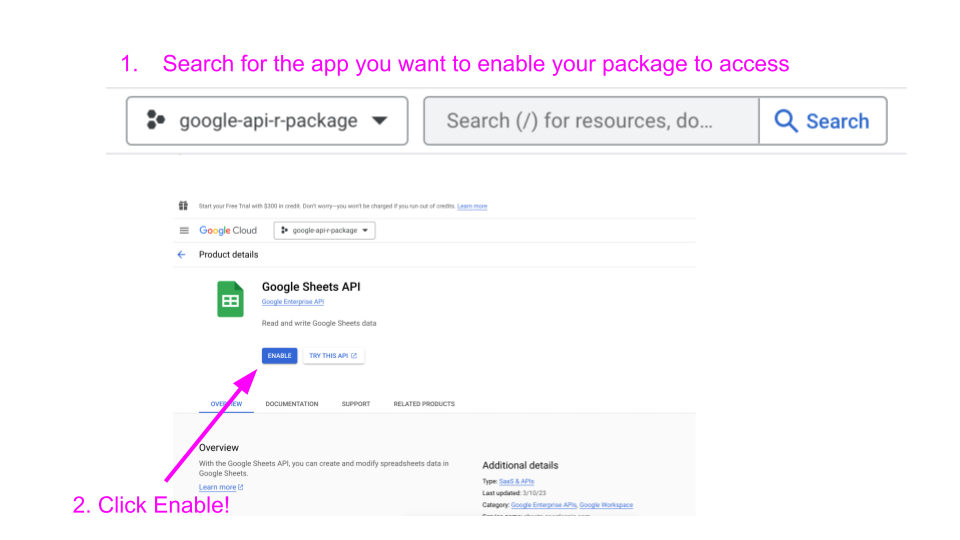 1. Search for the app you want to enable your package to access
google-api-r-package
Search (/) for resources, do...
Search
Start your Free Trial with $300 in credit. Don't worry—you won't be charged if you run out of credits. Learn more
Google Cloud
google-api-r-package
Product details
Google Sheets API
Google Enterprise API
Read and write Google Sheets data
ENABLE
TRY THIS API
OVERVIEW
DOCUMENTATION
SUPPORT
RELATED PRODUCTS
Overview
With the Google Sheets API, you can create and modify spreadsheets data in
Google Sheets.
Learn more
Additional details
Type: SaaS & APIs
Last updated: 3/10/23
Category: Google Enterprise APIs, Google Workspace
2. Click Enable!